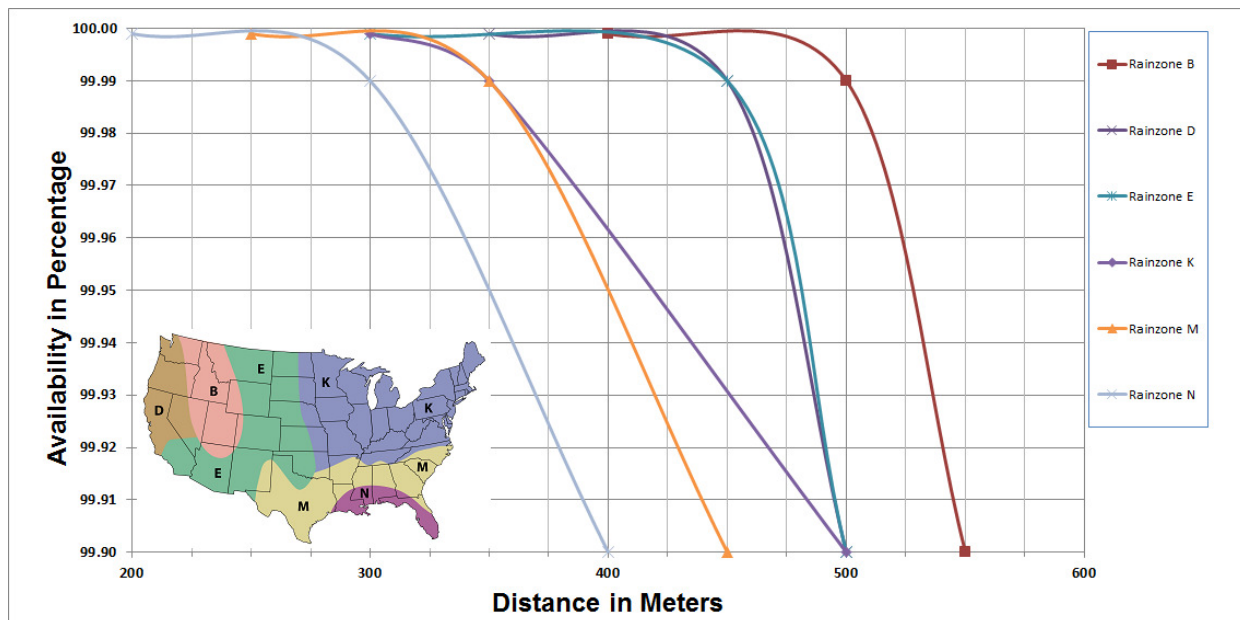 Availability in Percentage
100.00
99.99
99.98
99.97
99.96
99.95
99.94
99.93
99.92
99.91
99.90
200
300
400
500
600
Distance in Meters
Rainzone B
Rainzone D
Rainzone E
Rainzone K
Rainzone M
Rainzone N
E
K
B
D
K
E
M
N
M